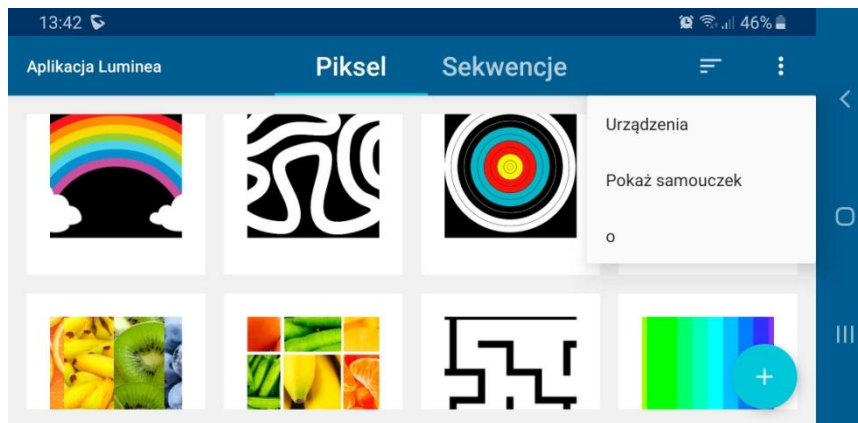 13:42 46%
Aplikacja Luminea Piksel Sekwencje
Urządzenia
Pokaż samouczek
o